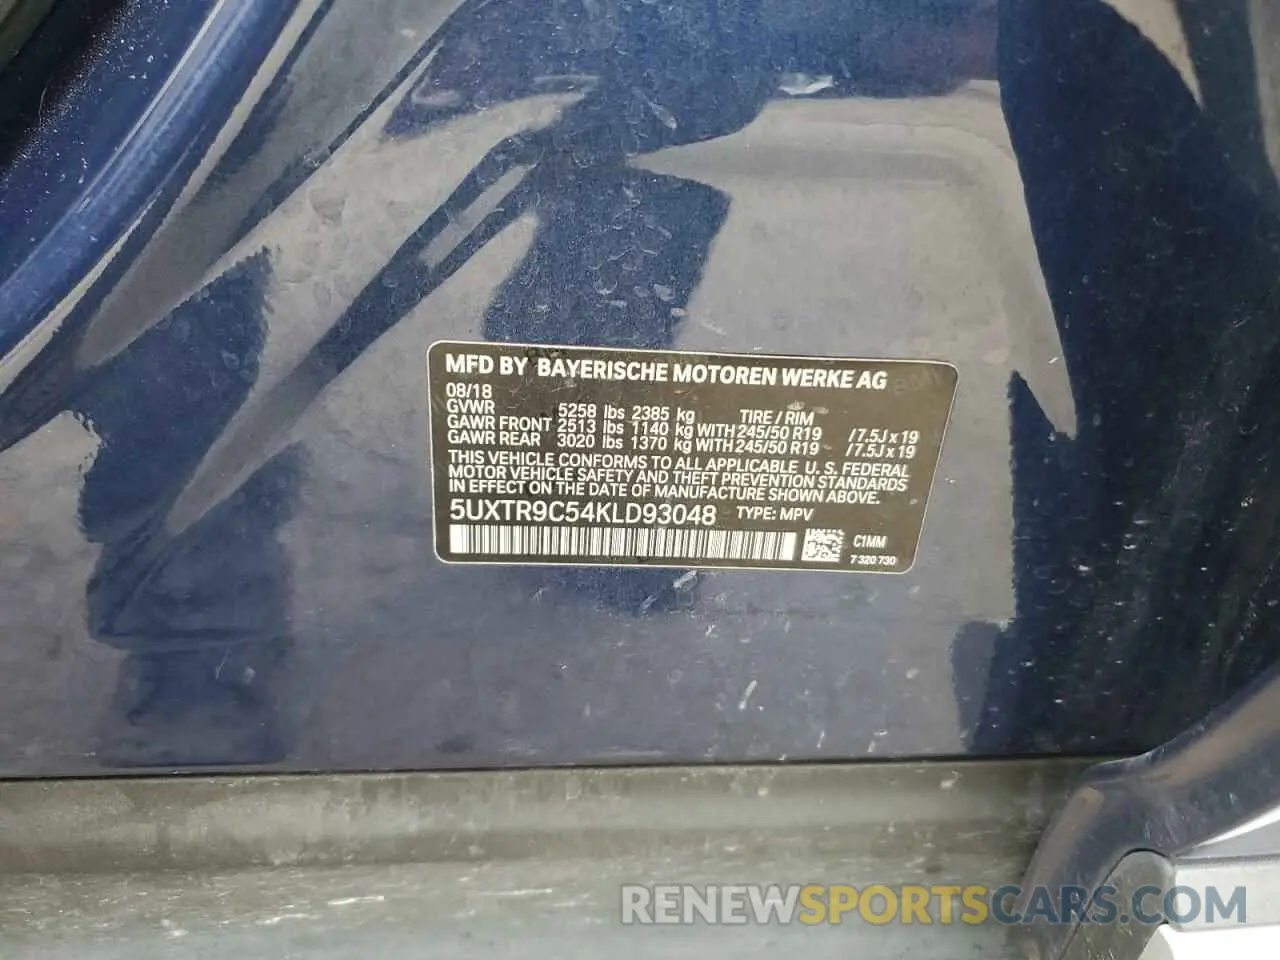 MFD BY BAYERISCHE MOTOREN WERKE AG
08/18
GVWR 5258 lbs 2385 kg TIRE / RIM
GAWR FRONT 2513 lbs 1140 kg WITH 245/50 R19 / 7.5J x 19
GAWR REAR 3020 lbs 1370 kg WITH 245/50 R19 / 7.5J x 19
THIS VEHICLE CONFORMS TO ALL APPLICABLE U. S. FEDERAL
MOTOR VEHICLE SAFETY AND THEFT PREVENTION STANDARDS
IN EFFECT ON THE DATE OF MANUFACTURE SHOWN ABOVE.
5UXTR9C54KLD93048 TYPE: MPV
C1MM
7 320 730
RENEWSPORTSCARS.COM